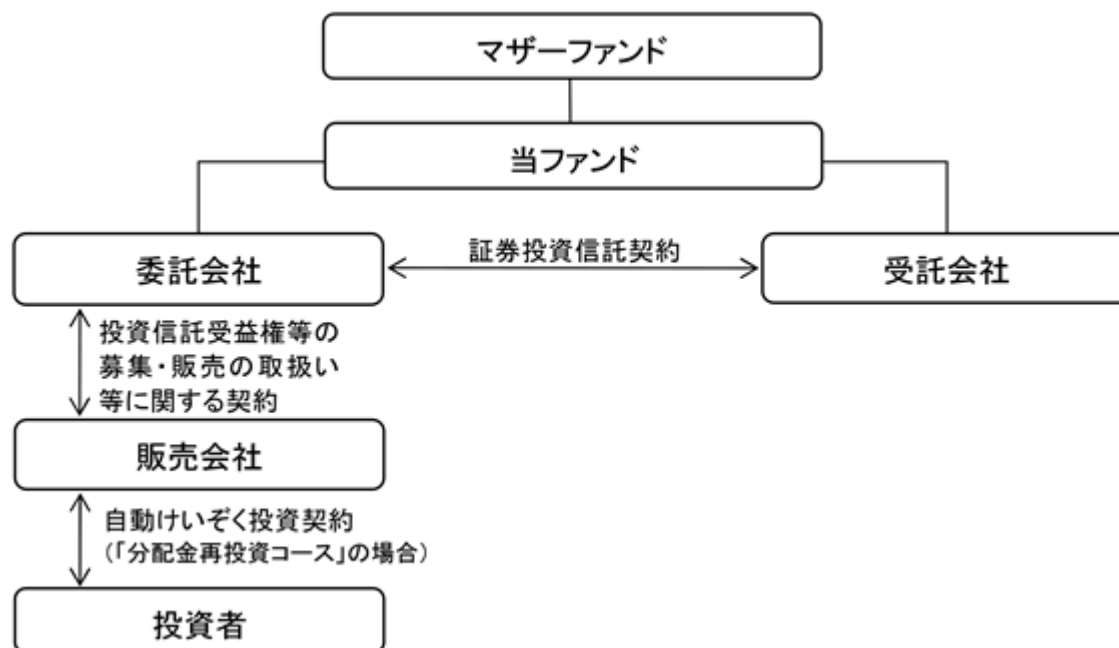 マザーファンド
当ファンド
委託会社
証券投資信託契約
受託会社
投資信託受益権等の
募集・販売の取扱い
等に関する契約
販売会社
自動けいぞく投資契約
(「分配金再投資コース」の場合)
投資者